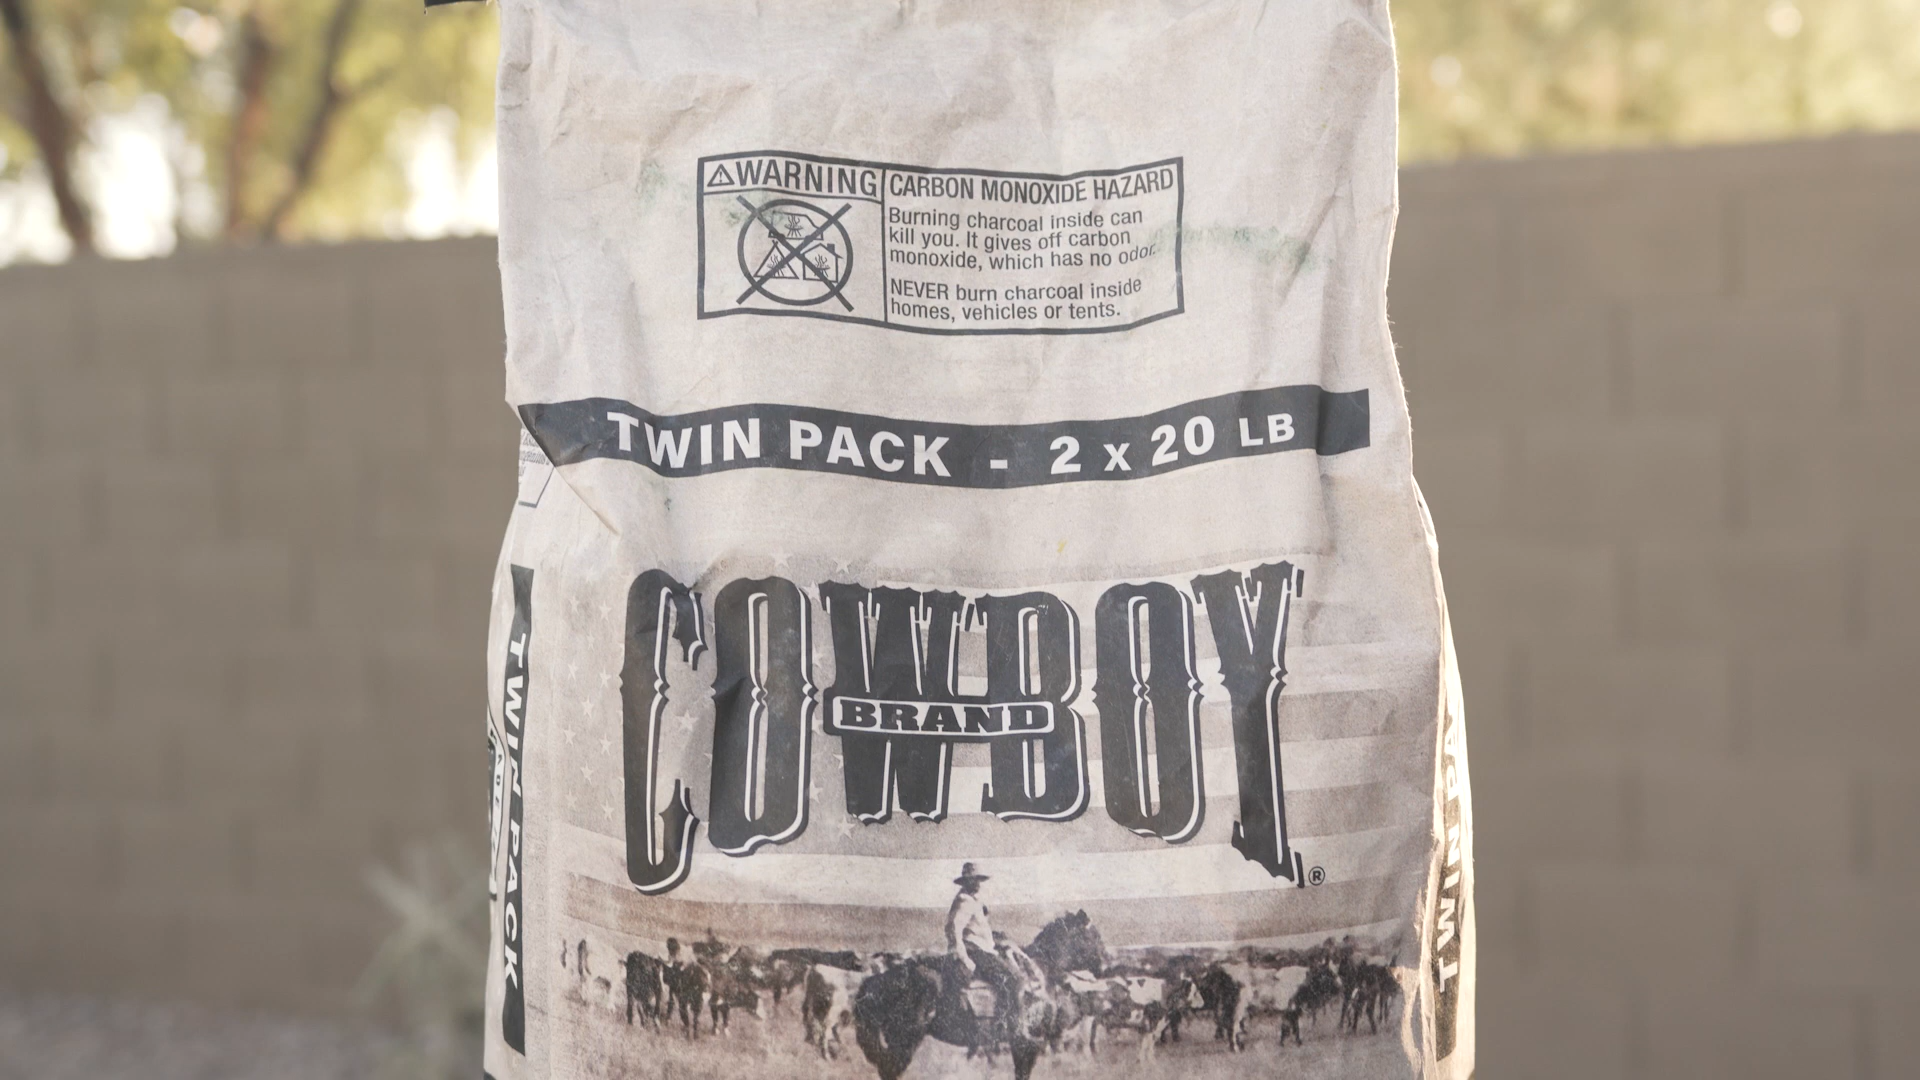 WARNING
CARBON MONOXIDE HAZARD
Burning charcoal inside can
kill you. It gives off carbon
monoxide, which has no odor.
NEVER burn charcoal inside
homes, vehicles or tents.
TWIN PACK - 2 x 20 LB
COWBOY
BRAND
®
TWIN PACK
TWIN PA